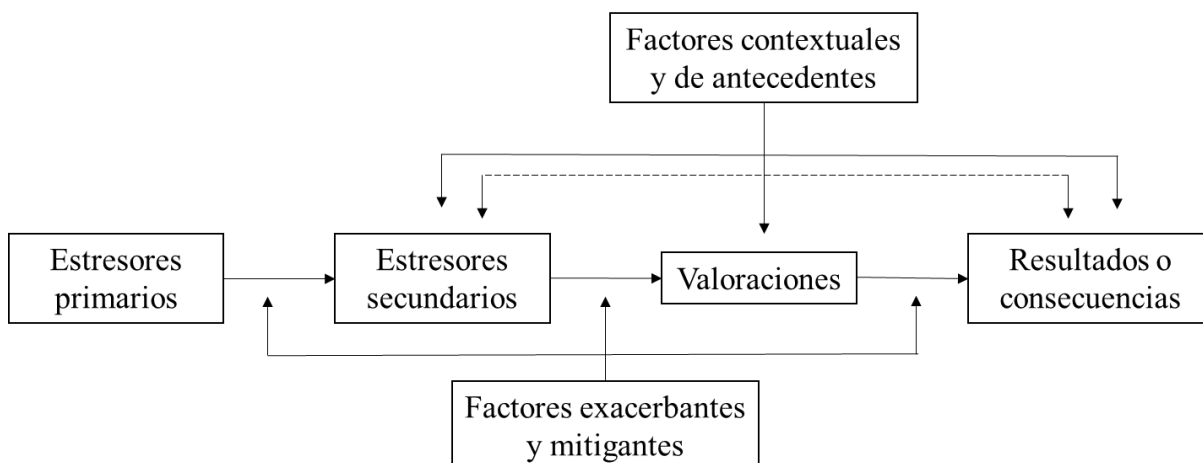 Factores contextuales
y de antecedentes
Estresores
primarios
Estresores
secundarios
Valoraciones
Resultados o
consecuencias
Factores exacerbantes
y mitigantes